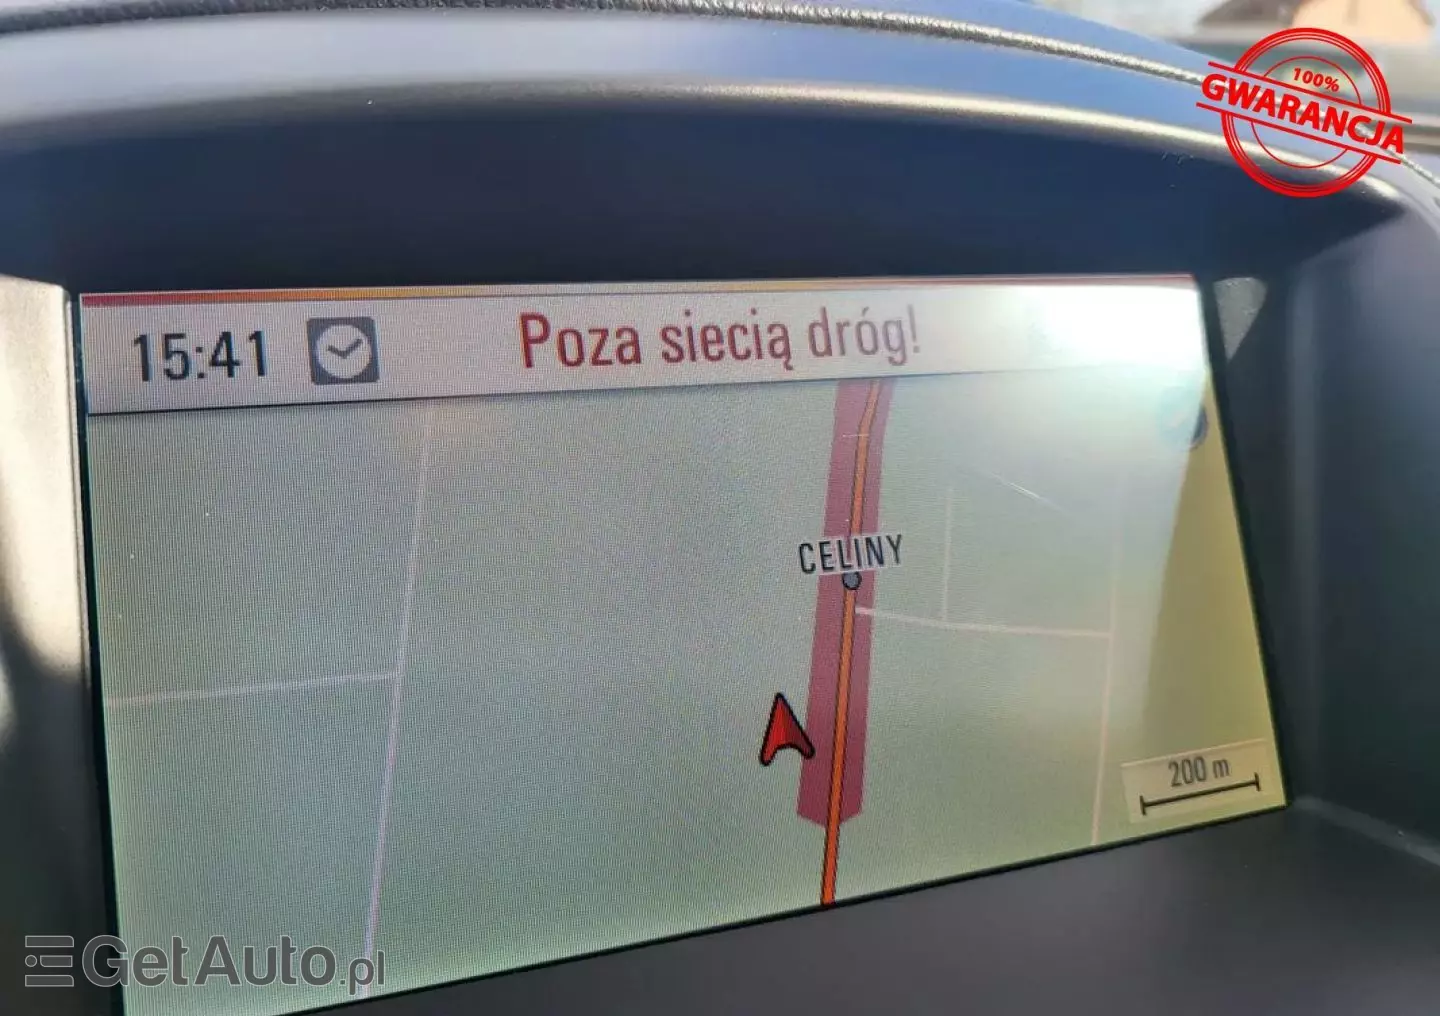 100%
GWARANCJA
15:41 Poza siecią dróg!
CELINY
200 m
GetAuto.pl